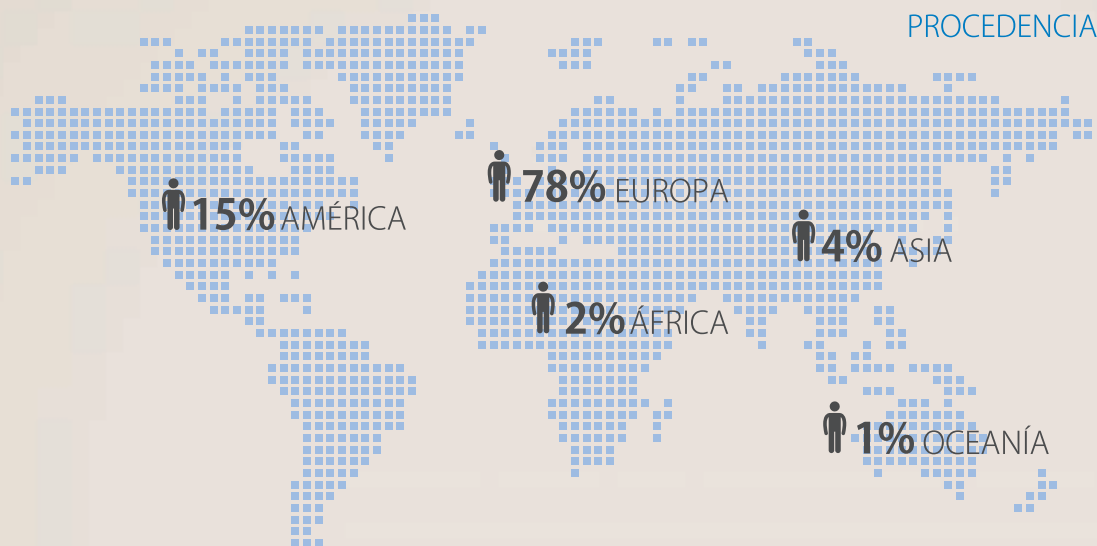 PROCEDENCIA
78% EUROPA
15% AMÉRICA
4% ASIA
2% ÁFRICA
1% OCEANÍA